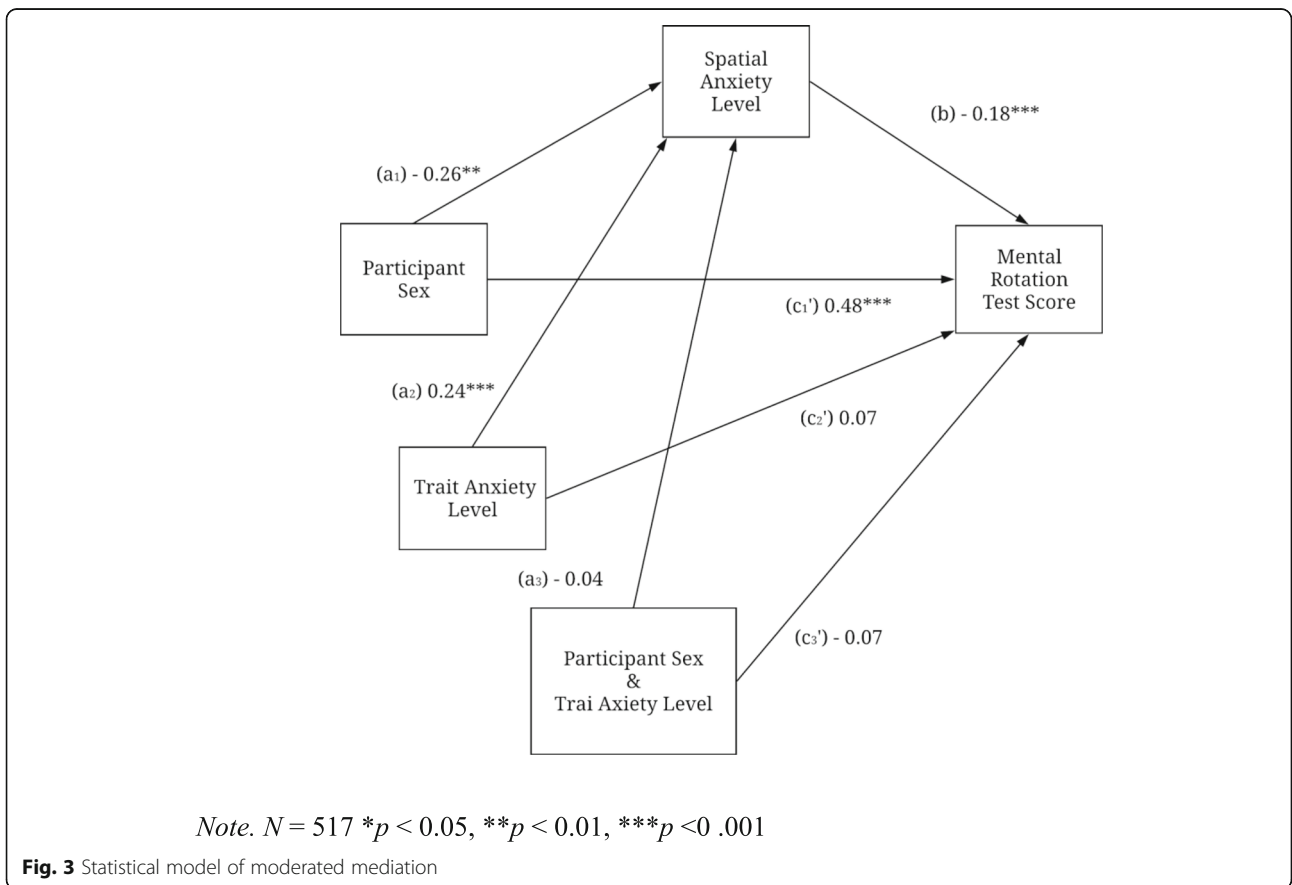 Spatial
Anxiety
Level
(b) - 0.18***
(a1) - 0.26**
Participant
Sex
Mental
Rotation
Test Score
(c1') 0.48***
(a2) 0.24***
(c2') 0.07
Trait Anxiety
Level
(a3) - 0.04
(c3') - 0.07
Participant Sex
&
Trai Axiety Level
Note. N = 517 *p < 0.05, **p < 0.01, ***p <0 .001
Fig. 3 Statistical model of moderated mediation